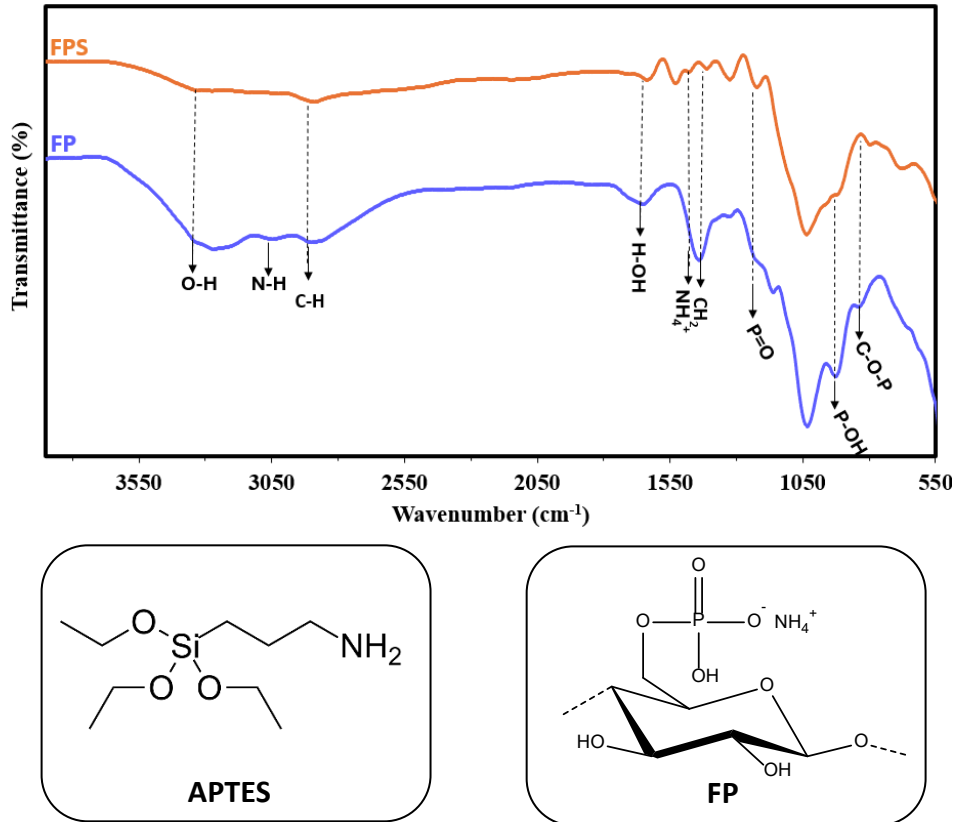 FPS
FP
Transmittance (%)
O-H
N-H
C-H
H-OH
NH₄⁺
CH₂
P=O
P-OH
C-O-P
3550 3050 2550 2050 1550 1050 550
Wavenumber (cm⁻¹)
O
Si
NH₂
O
O
APTES
O
O
P
O⁻
NH₄⁺
OH
O
HO
O
OH
FP